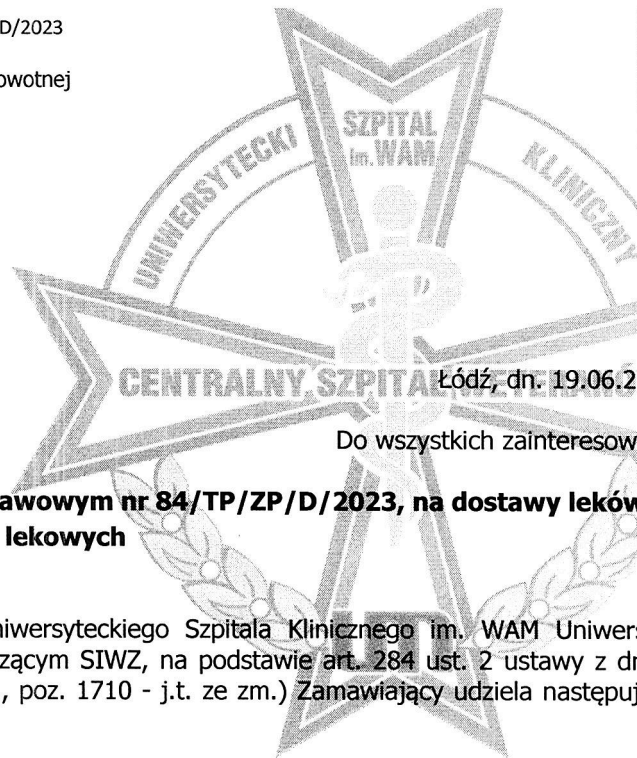 D/2023
owotnej
SZPITAL
im. WAM
UNIWERSYTECKI
KLINICZNY
CENTRALNY SZPITAL WETERANÓ
Łódź, dn. 19.06.2
Do wszystkich zainteresow
awowym nr 84/TP/ZP/D/2023, na dostawy leków
lekowych
niwersyteckiego Szpitala Klinicznego im. WAM Uniwers
zącym SIWZ, na podstawie art. 284 ust. 2 ustawy z dr
, poz. 1710 - j.t. ze zm.) Zamawiający udziela następuj